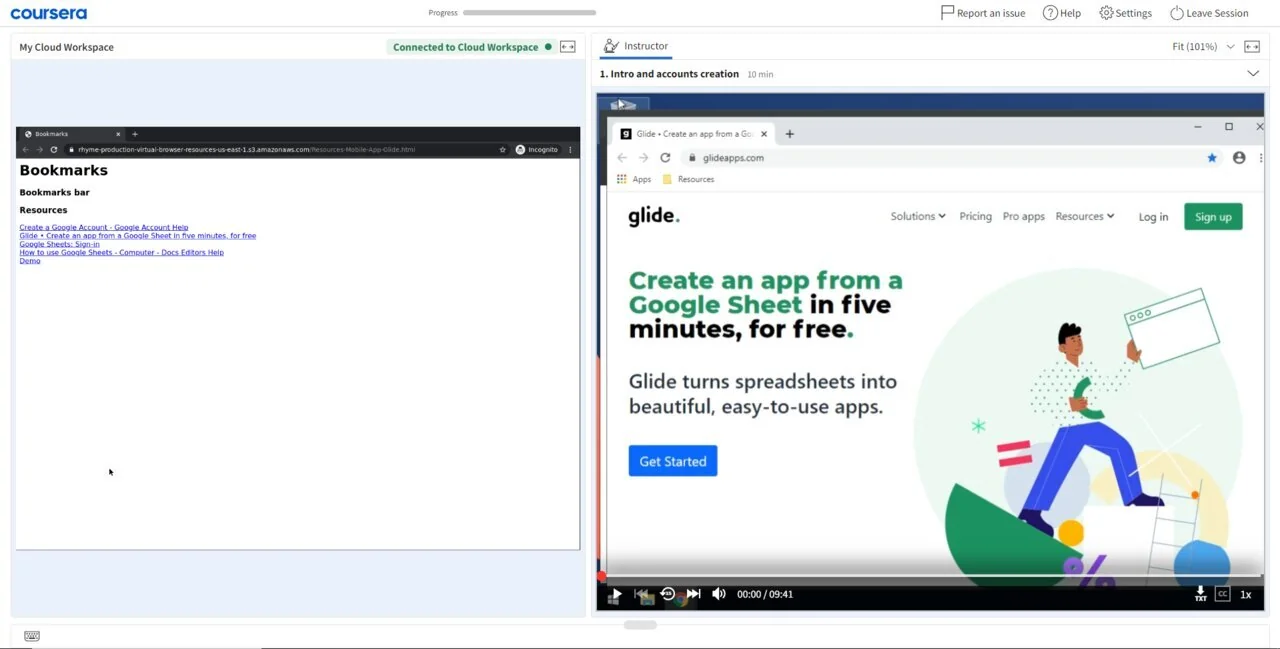 coursera
Progress
Report an issue
Help
Settings
Leave Session
My Cloud Workspace
Connected to Cloud Workspace
Bookmarks
rhyme-production-virtual-browser-resources-us-east-1.s3.amazonaws.com/Resources-Mobile-App-Glide.html
Incognito
Bookmarks
Bookmarks bar
Resources
Create a Google Account - Google Account Help
Glide • Create an app from a Google Sheet in five minutes, for free
Google Sheets: Sign-in
How to use Google Sheets - Computer - Docs Editors Help
Demo
Instructor
Fit (101%)
1. Intro and accounts creation 10 min
Glide • Create an app from a Go
glideapps.com
Apps
Resources
glide.
Solutions
Pricing
Pro apps
Resources
Log in
Sign up
Create an app from a
Google Sheet in five
minutes, for free.
Glide turns spreadsheets into
beautiful, easy-to-use apps.
Get Started
%
00:00 / 09:41
TXT
CC
1x